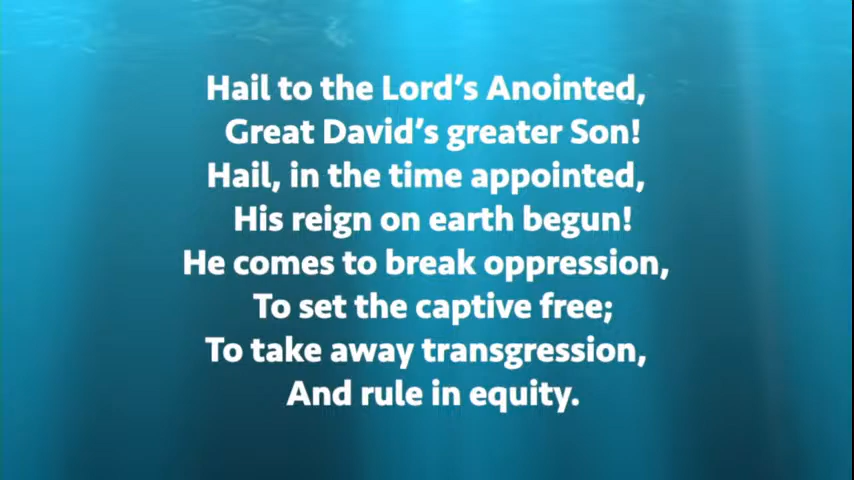 Hail to the Lord’s Anointed,
Great David’s greater Son!
Hail, in the time appointed,
His reign on earth begun!
He comes to break oppression,
To set the captive free;
To take away transgression,
And rule in equity.